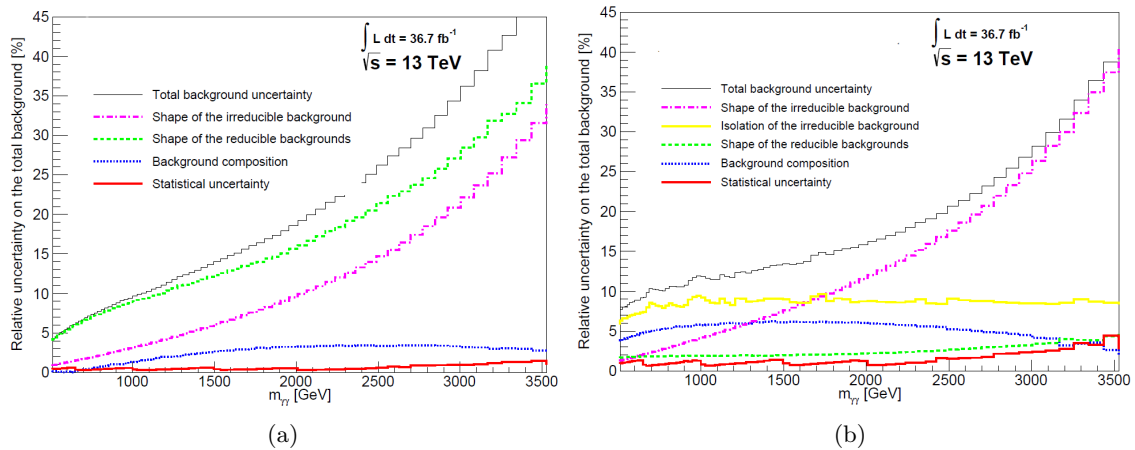 45
40
35
30
25
20
15
10
5
0
Relative uncertainty on the total background [%]
∫ L dt = 36.7 fb⁻¹
√s = 13 TeV
Total background uncertainty
Shape of the irreducible background
Shape of the reducible backgrounds
Background composition
Statistical uncertainty
1000 1500 2000 2500 3000 3500
m_γγ [GeV]
(a)
45
40
35
30
25
20
15
10
5
0
Relative uncertainty on the total background [%]
∫ L dt = 36.7 fb⁻¹
√s = 13 TeV
Total background uncertainty
Shape of the irreducible background
Isolation of the irreducible background
Shape of the reducible backgrounds
Background composition
Statistical uncertainty
1000 1500 2000 2500 3000 3500
m_γγ [GeV]
(b)